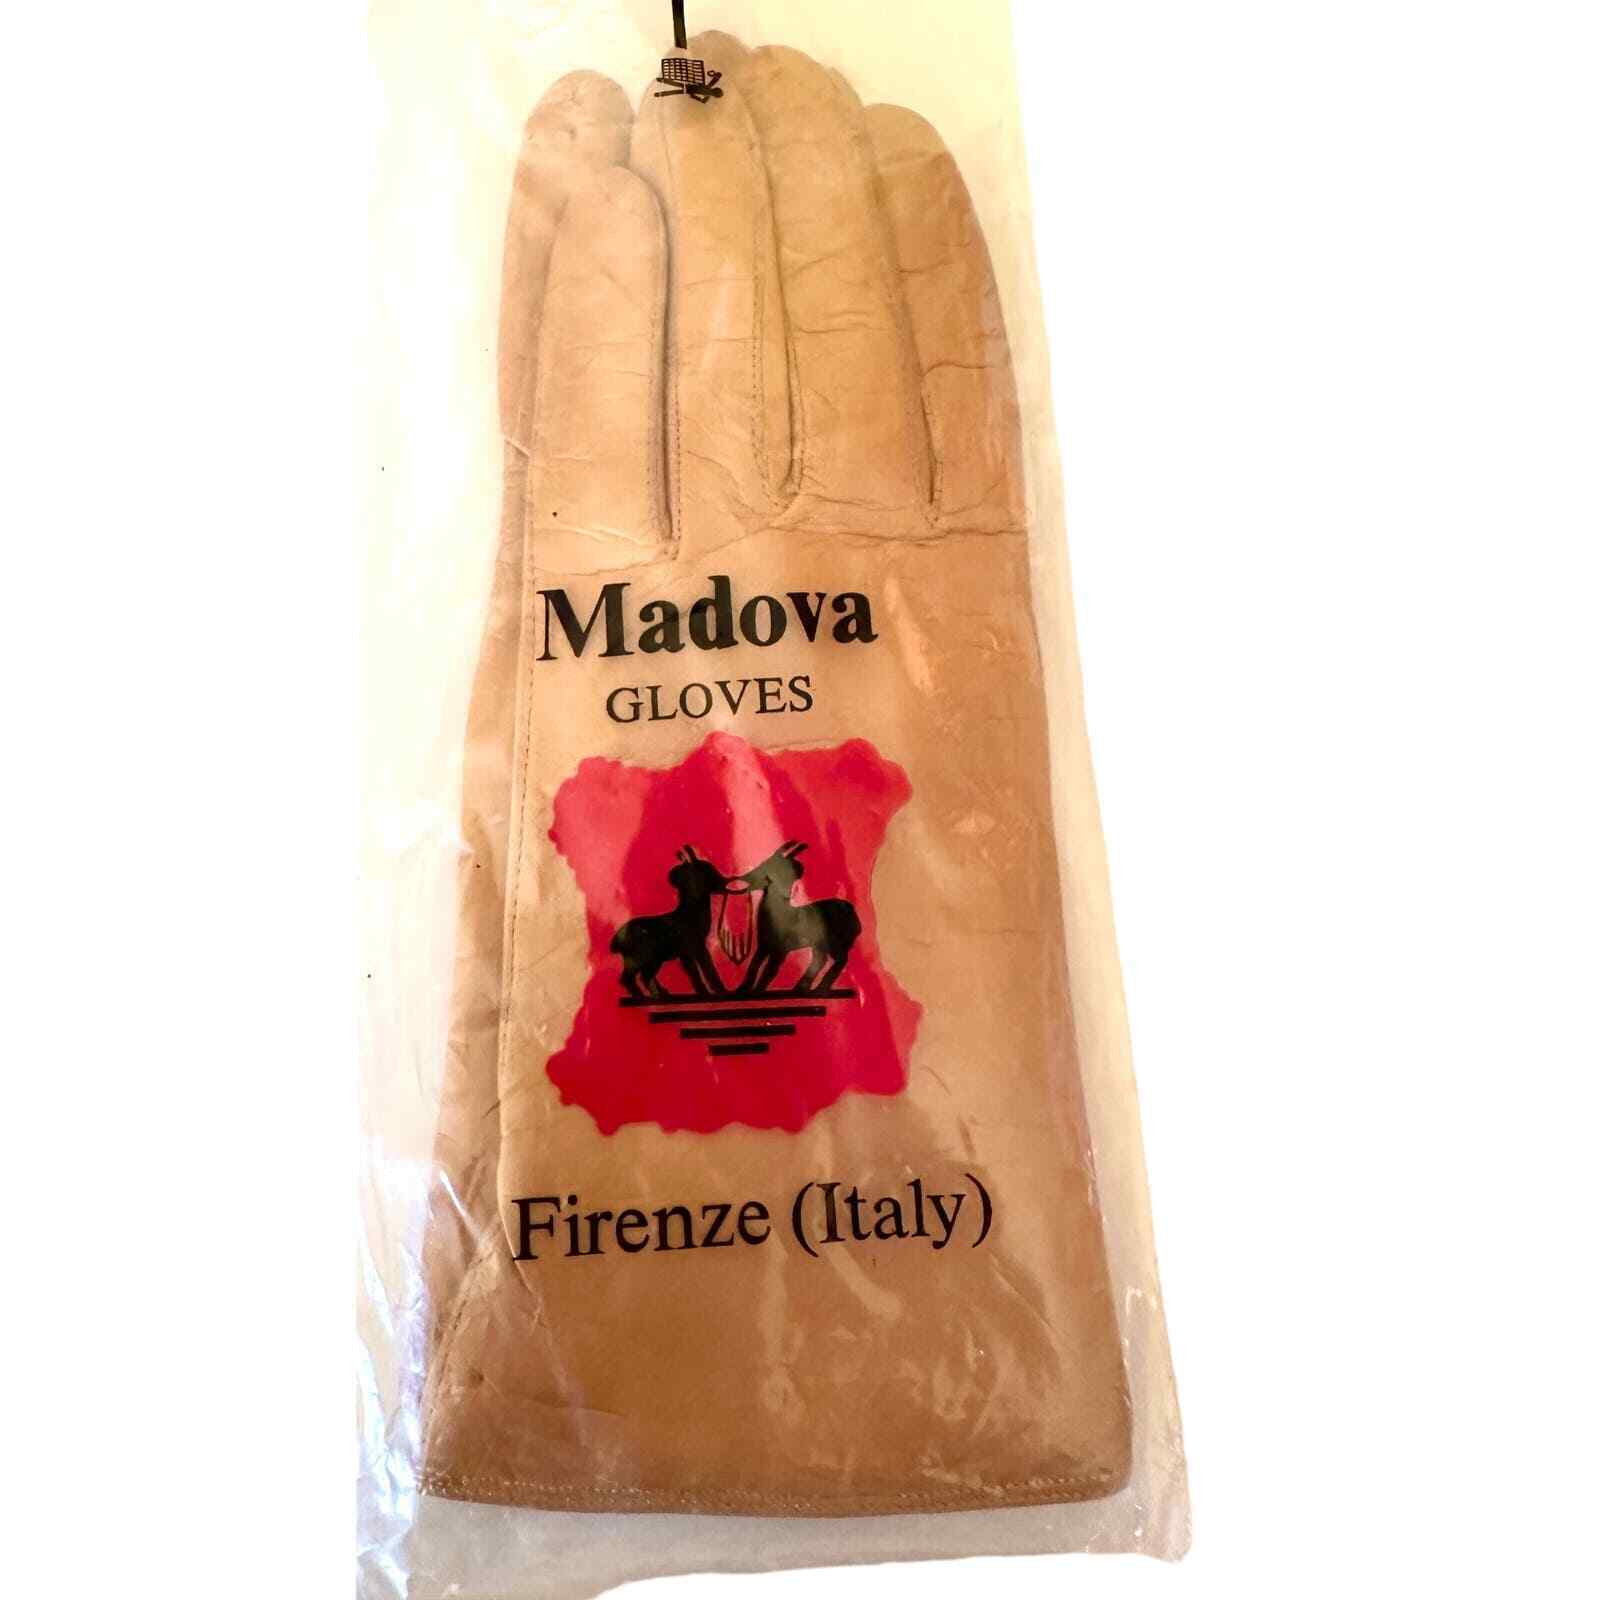 Madova
GLOVES
Firenze (Italy)